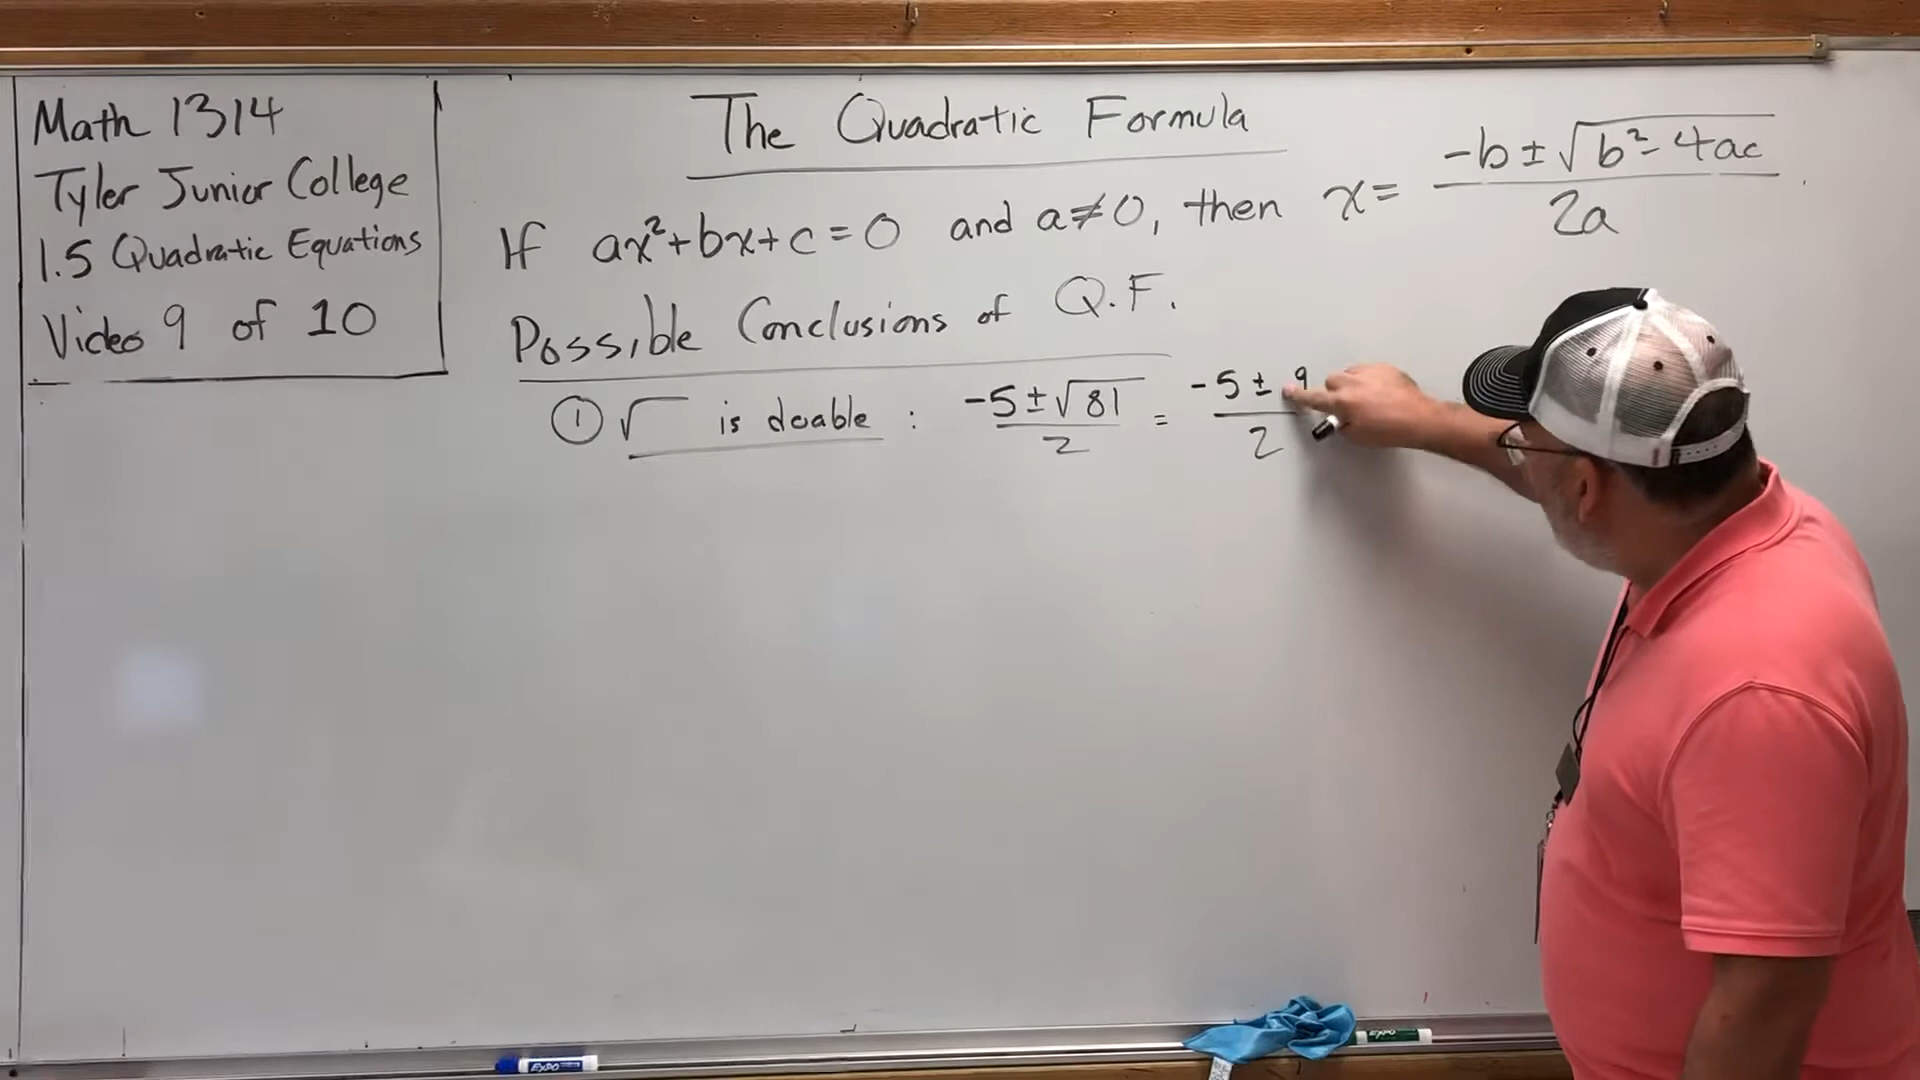 Math 1314
Tyler Junior College
1.5 Quadratic Equations
Video 9 of 10
The Quadratic Formula
If ax²+bx+c=0 and a≠0, then x= (-b±√(b²-4ac))/(2a)
Possible Conclusions of Q.F.
① √ is doable : (-5±√81)/2 = (-5±9)/2
EXPO
EXPO